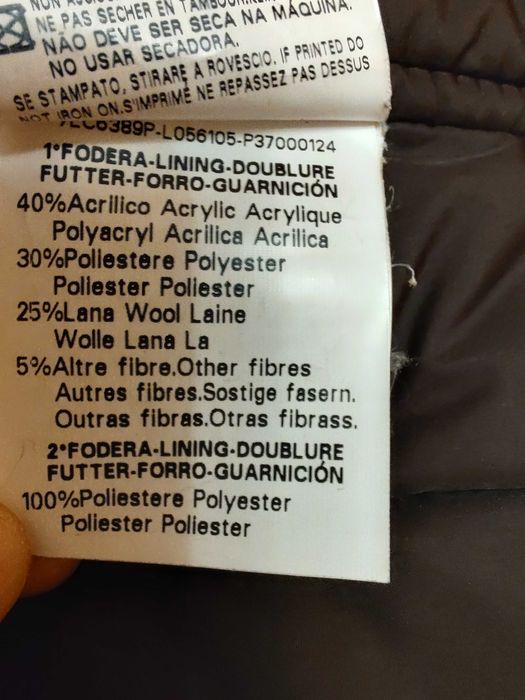 NE PAS SECHER EN
NÃO DEVE SER SECA NA MÁQUINA.
NO USAR SECADORA.
SE STAMPATO, STIRARE A ROVESCIO. IF PRINTED DO
NOT IRON ON.S'IMPRIMÉ NE REPASSEZ PAS DESSUS
389P-L056105-P37000124
1°FODERA-LINING-DOUBLURE
FUTTER-FORRO-GUARNICIÓN
40%Acrilico Acrylic Acrylique
Polyacryl Acrilica Acrilica
30%Poliestere Polyester
Poliester Poliester
25%Lana Wool Laine
Wolle Lana La
5%Altre fibre.Other fibres
Autres fibres.Sostige fasern.
Outras fibras.Otras fibrass.
2°FODERA-LINING-DOUBLURE
FUTTER-FORRO-GUARNICIÓN
100%Poliestere Polyester
Poliester Poliester